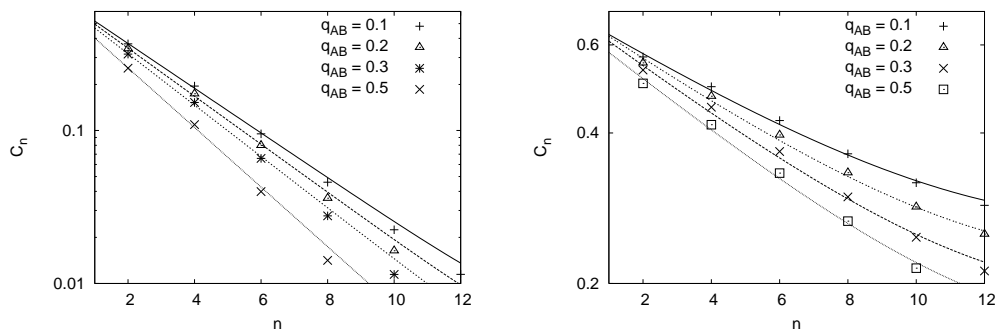 q_AB = 0.1
q_AB = 0.2
q_AB = 0.3
q_AB = 0.5
0.1
0.01
C_n
2 4 6 8 10 12
n
q_AB = 0.1
q_AB = 0.2
q_AB = 0.3
q_AB = 0.5
0.6
0.4
0.2
C_n
2 4 6 8 10 12
n